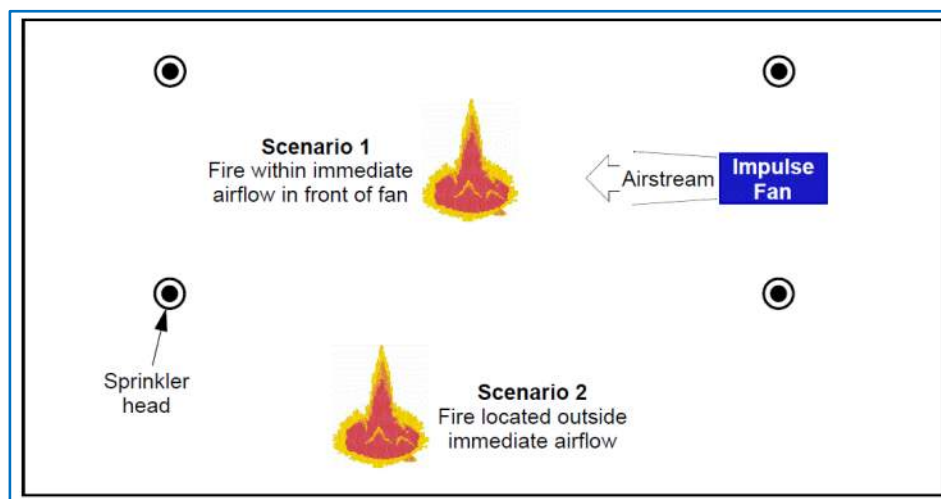 Scenario 1
Fire within immediate
airflow in front of fan
Airstream
Impulse
Fan
Sprinkler
head
Scenario 2
Fire located outside
immediate airflow